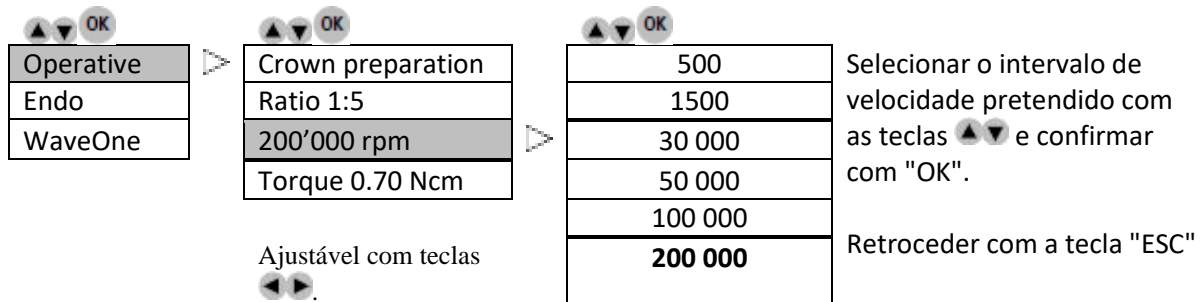 OK
Operative
Endo
WaveOne
OK
Crown preparation
Ratio 1:5
200’000 rpm
Torque 0.70 Ncm
Ajustável com teclas
.
OK
500
1500
30 000
50 000
100 000
200 000
Selecionar o intervalo de
velocidade pretendido com
as teclas e confirmar
com "OK".
Retroceder com a tecla "ESC"